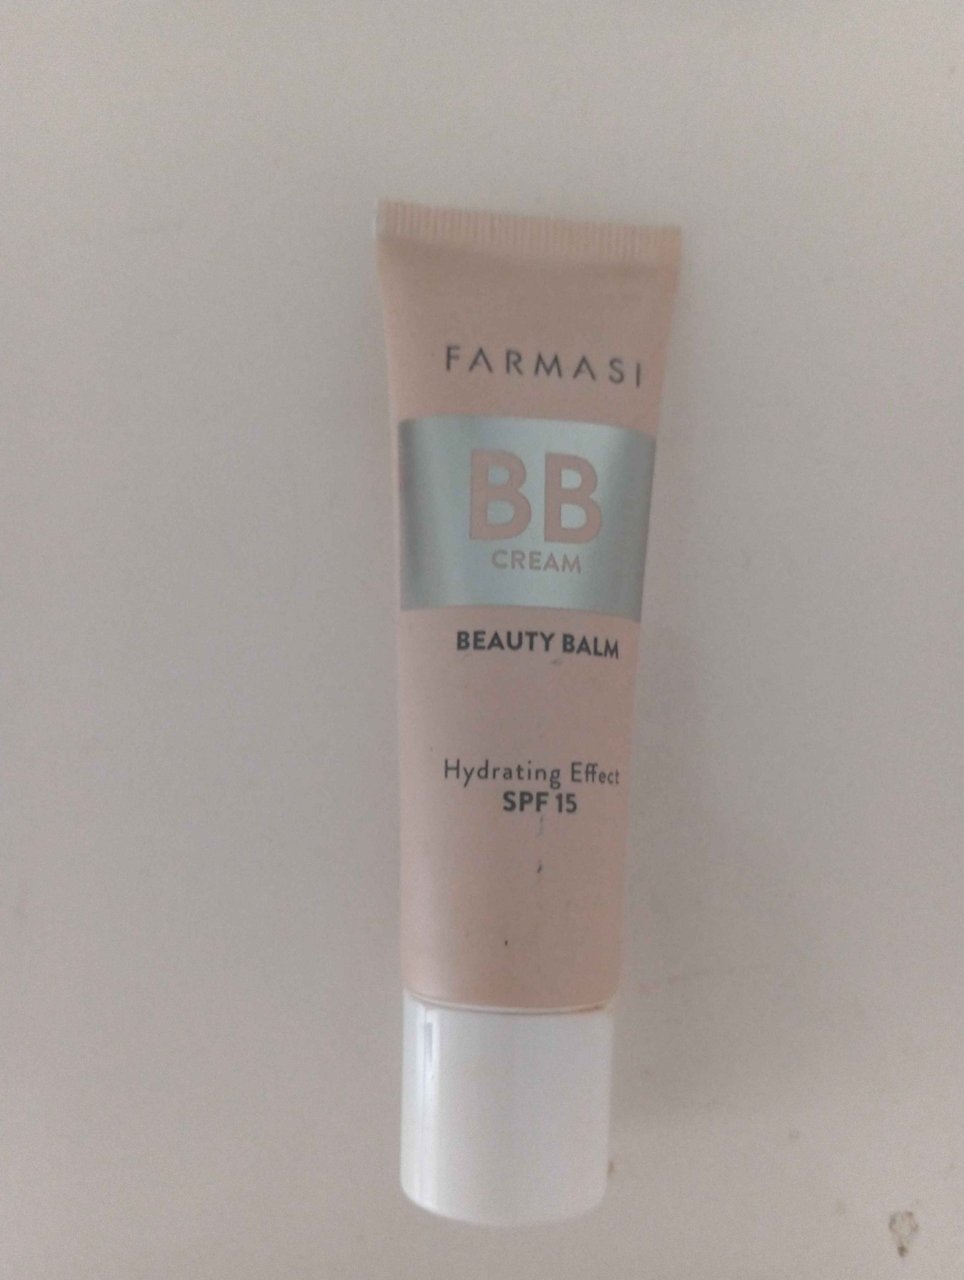 FARMASI
BB
CREAM
BEAUTY BALM
Hydrating Effect
SPF 15